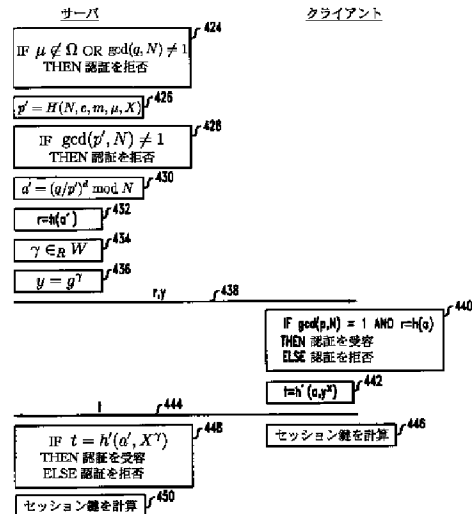 サーバ
クライアント
424
IF μ ∉ Ω OR gcd(q, N) ≠ 1
THEN 認証を拒否
426
p' = H(N, e, m, μ, X)
428
IF gcd(p', N) ≠ 1
THEN 認証を拒否
430
a' = (q/p')^d mod N
432
r=h(a')
434
γ ∈_R W
436
y = g^γ
r,y
438
440
IF gcd(p,N) = 1 AND r=h(a)
THEN 認証を受容
ELSE 認証を拒否
442
t=h'(a,y^x)
t
444
448
IF t = h'(a', X^γ)
THEN 認証を受容
ELSE 認証を拒否
446
セッション鍵を計算
450
セッション鍵を計算